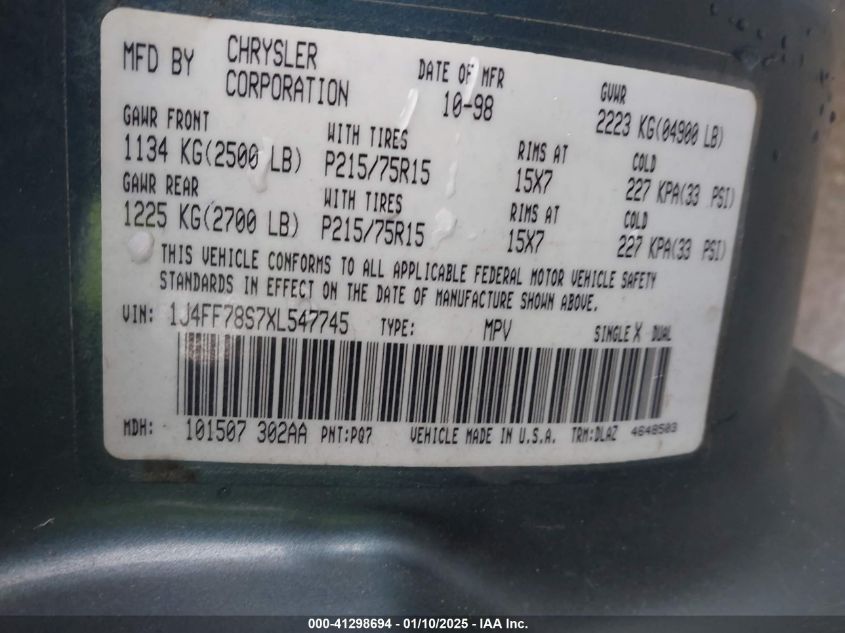 MFD BY CHRYSLER CORPORATION DATE OF MFR 10-98 GVWR 2223 KG(04900 LB)
GAWR FRONT WITH TIRES RIMS AT COLD
1134 KG(2500 LB) P215/75R15 15X7 227 KPA(33 PSI)
GAWR REAR WITH TIRES RIMS AT COLD
1225 KG(2700 LB) P215/75R15 15X7 227 KPA(33 PSI)
THIS VEHICLE CONFORMS TO ALL APPLICABLE FEDERAL MOTOR VEHICLE SAFETY
STANDARDS IN EFFECT ON THE DATE OF MANUFACTURE SHOWN ABOVE.
VIN: 1J4FF78S7XL547745 TYPE: MPV SINGLE X DUAL
MDH: 101507 302AA PNT:PQ7 VEHICLE MADE IN U.S.A. TRM:DLAZ 4648503
000-41298694 - 01/10/2025 - IAA Inc.